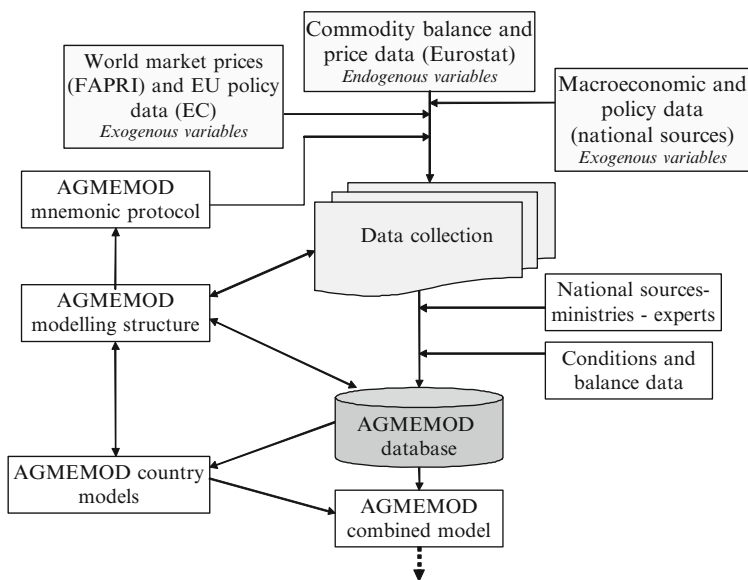 Commodity balance and
price data (Eurostat)
Endogenous variables
World market prices
(FAPRI) and EU policy
data (EC)
Exogenous variables
Macroeconomic and
policy data
(national sources)
Exogenous variables
AGMEMOD
mnemonic protocol
Data collection
AGMEMOD
modelling structure
National sources-
ministries - experts
Conditions and
balance data
AGMEMOD
database
AGMEMOD country
models
AGMEMOD
combined model